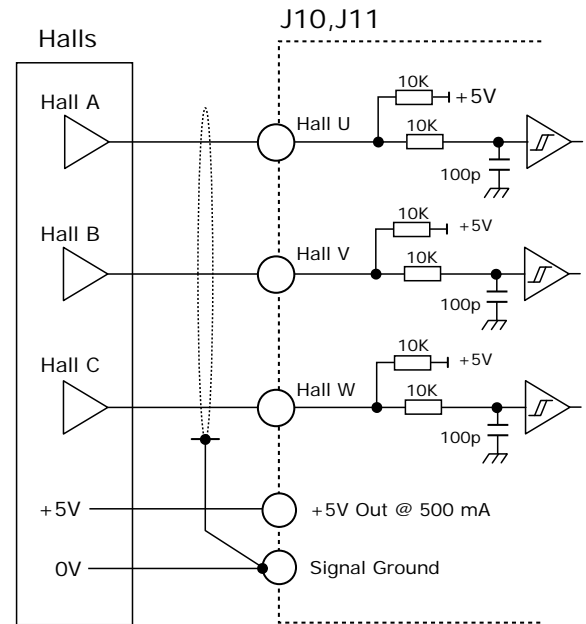 J10,J11
Halls
Hall A
Hall U
10K
+5V
10K
100p
Hall B
Hall V
10K
+5V
10K
100p
Hall C
Hall W
10K
+5V
10K
100p
+5V
+5V Out @ 500 mA
0V
Signal Ground